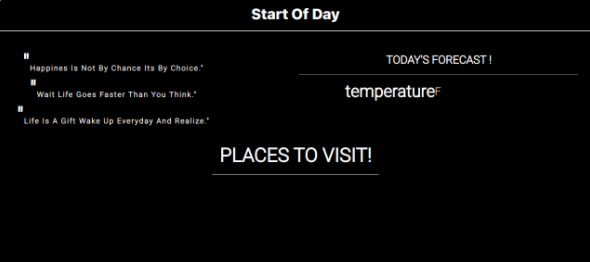 Start Of Day
"
Happines Is Not By Chance Its By Choice."
"
Wait Life Goes Faster Than You Think."
"
Life Is A Gift Wake Up Everyday And Realize."
TODAY'S FORECAST !
temperatureF
PLACES TO VISIT!